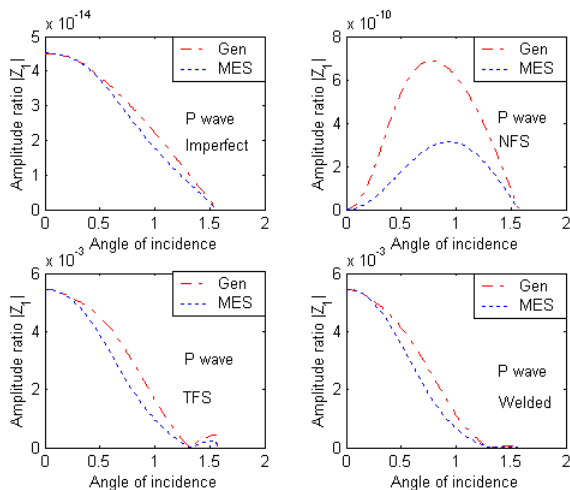 x 10^-14
Amplitude ratio |Z_1|
5
4
3
2
1
0
Gen
MES
P wave
Imperfect
0 0.5 1 1.5 2
Angle of incidence
x 10^-10
Amplitude ratio |Z_1|
8
6
4
2
0
Gen
MES
P wave
NFS
0 0.5 1 1.5 2
Angle of incidence
x 10^-3
Amplitude ratio |Z_1|
6
4
2
0
Gen
MES
P wave
TFS
0 0.5 1 1.5 2
Angle of incidence
x 10^-3
Amplitude ratio |Z_1|
6
4
2
0
Gen
MES
P wave
Welded
0 0.5 1 1.5 2
Angle of incidence